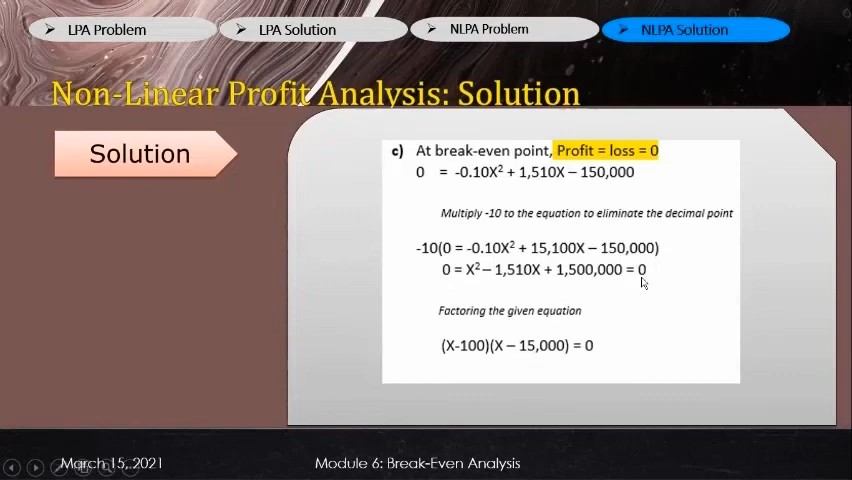 LPA Problem
LPA Solution
NLPA Problem
NLPA Solution
Non-Linear Profit Analysis: Solution
Solution
c) At break-even point, Profit = loss = 0
0 = -0.10X² + 1,510X – 150,000
Multiply -10 to the equation to eliminate the decimal point
-10(0 = -0.10X² + 15,100X – 150,000)
0 = X² – 1,510X + 1,500,000 = 0
Factoring the given equation
(X-100)(X – 15,000) = 0
March 15, 2021
Module 6: Break-Even Analysis